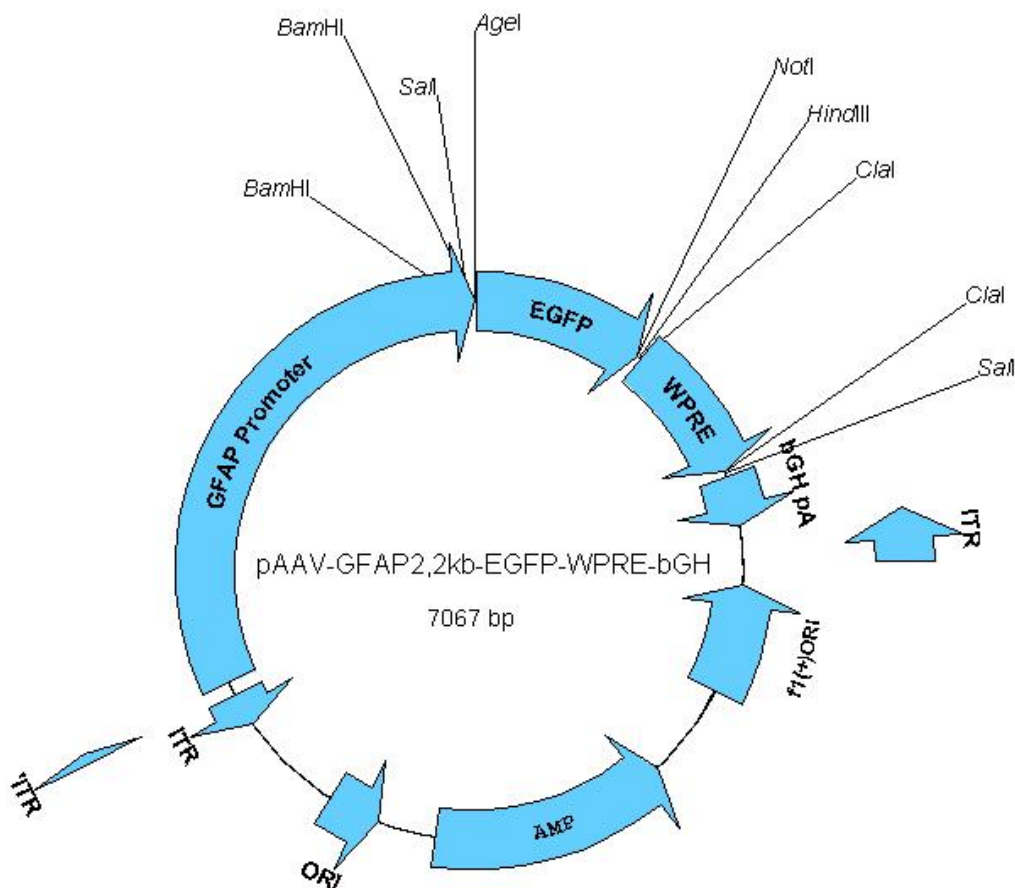 BamHI
AgeI
SalI
BamHI
NotI
HindIII
ClaI
ClaI
SalI
EGFP
WPRE
bGH pA
ITR
GFAP Promoter
pAAV-GFAP2,2kb-EGFP-WPRE-bGH
7067 bp
f1(+)ORI
ITR
'ITR
ORI
AMP